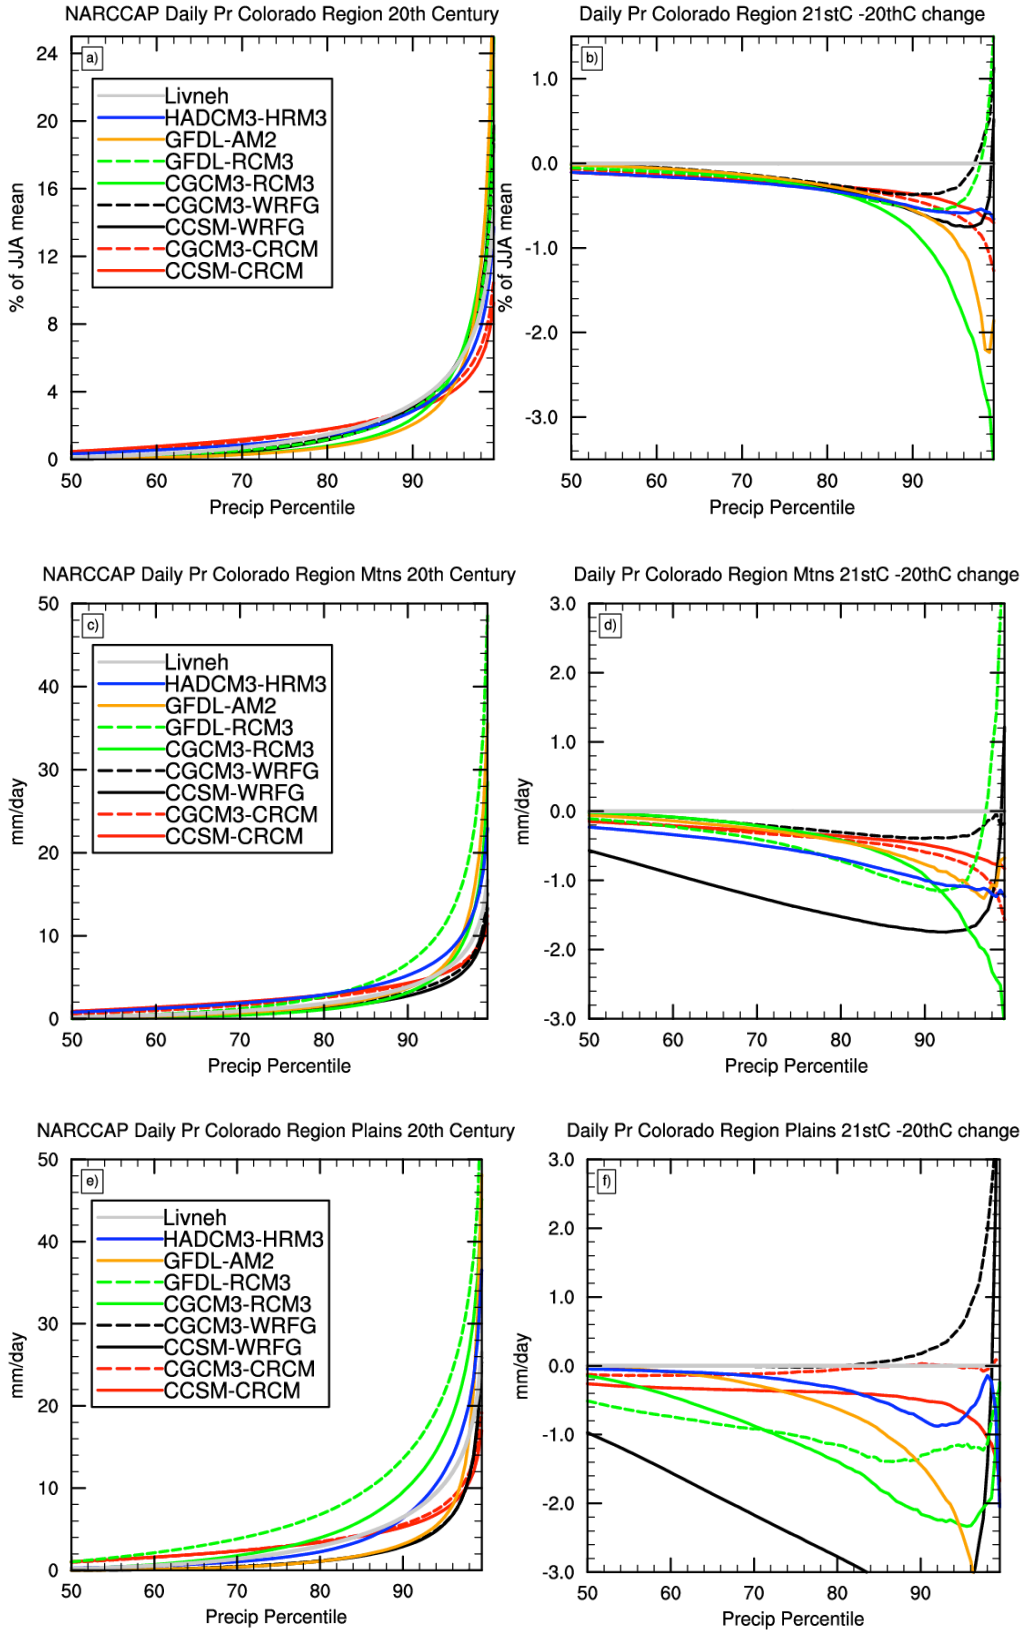 NARCCAP Daily Pr Colorado Region 20th Century
a)
% of JJA mean
24
20
16
12
8
4
0
Livneh
HADCM3-HRM3
GFDL-AM2
GFDL-RCM3
CGCM3-RCM3
CGCM3-WRFG
CCSM-WRFG
CGCM3-CRCM
CCSM-CRCM
50 60 70 80 90
Precip Percentile
Daily Pr Colorado Region 21stC -20thC change
b)
% of JJA mean
1.0
0.0
-1.0
-2.0
-3.0
50 60 70 80 90
Precip Percentile
NARCCAP Daily Pr Colorado Region Mtns 20th Century
c)
mm/day
50
40
30
20
10
0
Livneh
HADCM3-HRM3
GFDL-AM2
GFDL-RCM3
CGCM3-RCM3
CGCM3-WRFG
CCSM-WRFG
CGCM3-CRCM
CCSM-CRCM
50 60 70 80 90
Precip Percentile
Daily Pr Colorado Region Mtns 21stC -20thC change
d)
mm/day
3.0
2.0
1.0
0.0
-1.0
-2.0
-3.0
50 60 70 80 90
Precip Percentile
NARCCAP Daily Pr Colorado Region Plains 20th Century
e)
mm/day
50
40
30
20
10
0
Livneh
HADCM3-HRM3
GFDL-AM2
GFDL-RCM3
CGCM3-RCM3
CGCM3-WRFG
CCSM-WRFG
CGCM3-CRCM
CCSM-CRCM
50 60 70 80 90
Precip Percentile
Daily Pr Colorado Region Plains 21stC -20thC change
f)
mm/day
3.0
2.0
1.0
0.0
-1.0
-2.0
-3.0
50 60 70 80 90
Precip Percentile